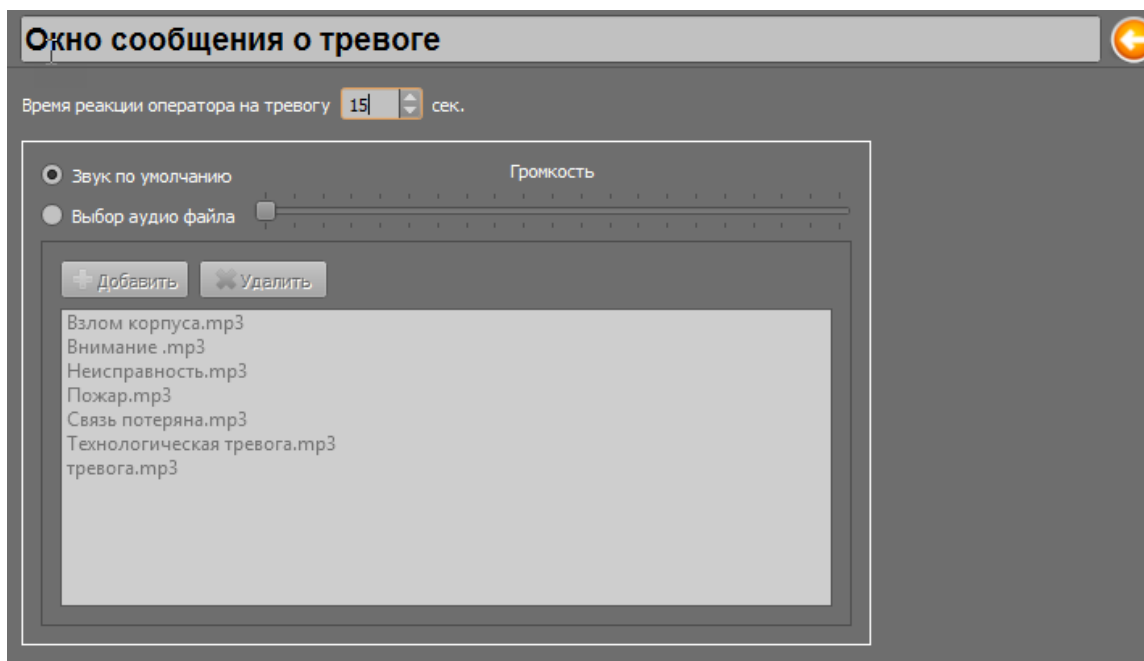 Окно сообщения о тревоге
Время реакции оператора на тревогу 15 сек.
Звук по умолчанию
Громкость
Выбор аудио файла
Добавить Удалить
Взлом корпуса.mp3
Внимание .mp3
Неисправность.mp3
Пожар.mp3
Связь потеряна.mp3
Технологическая тревога.mp3
тревога.mp3